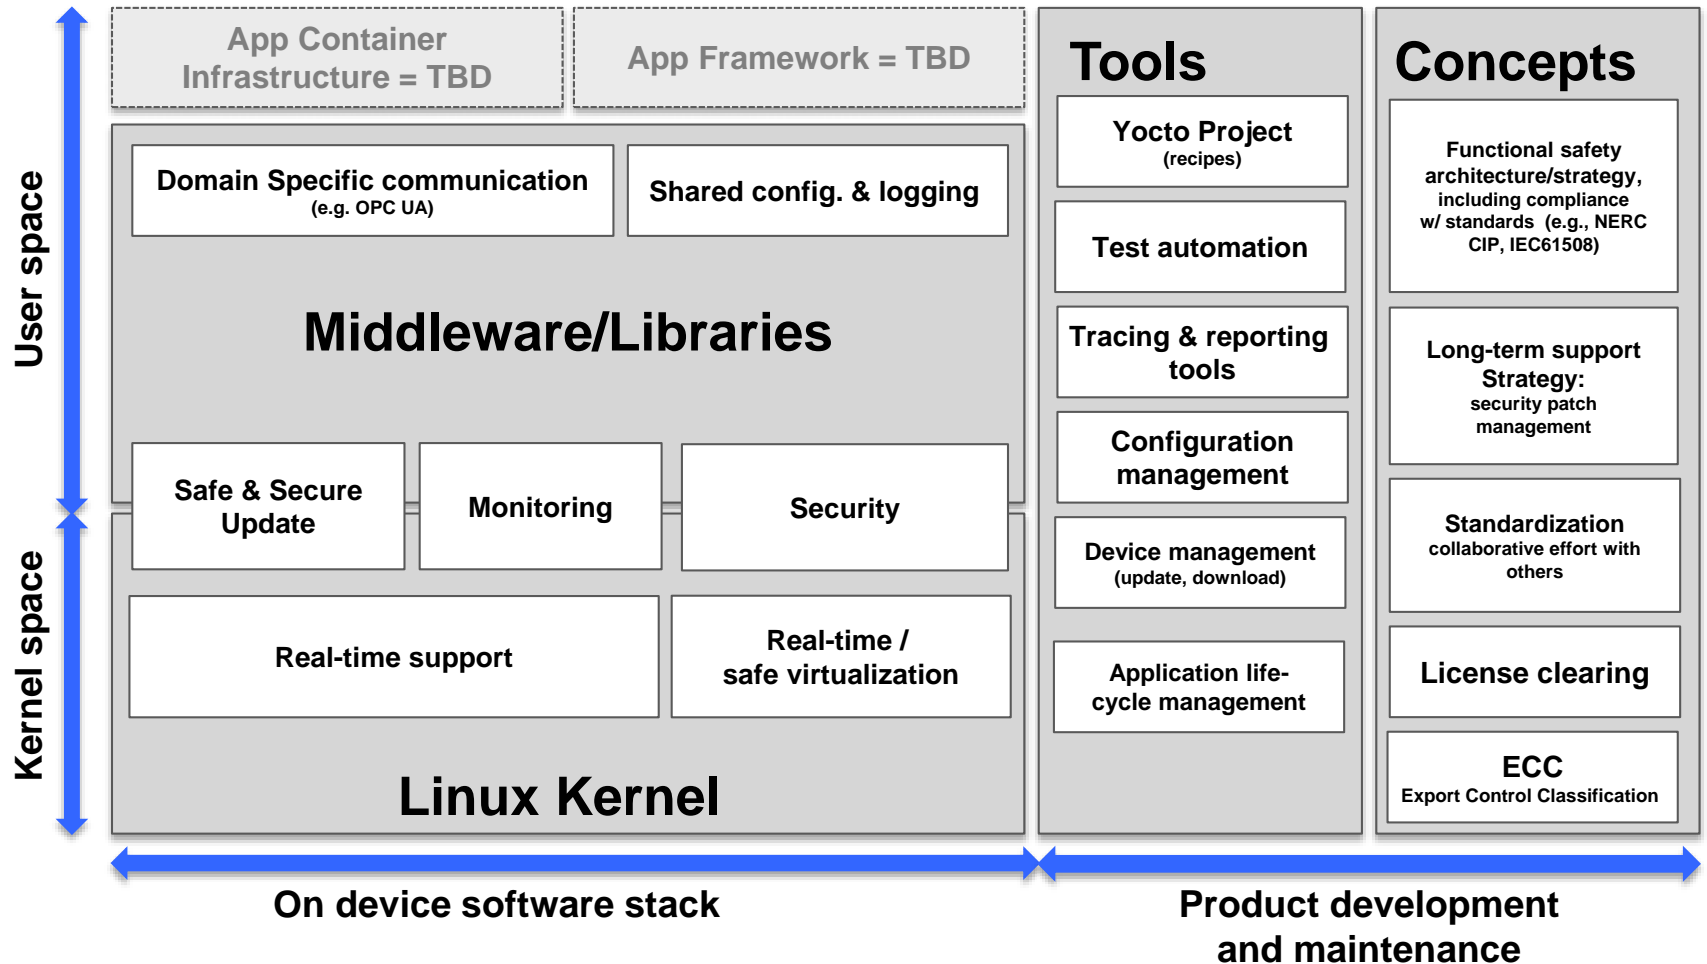 User space
Kernel space
App Container
Infrastructure = TBD
App Framework = TBD
Domain Specific communication
(e.g. OPC UA)
Shared config. & logging
Middleware/Libraries
Safe & Secure
Update
Monitoring
Security
Real-time support
Real-time /
safe virtualization
Linux Kernel
On device software stack
Tools
Yocto Project
(recipes)
Test automation
Tracing & reporting
tools
Configuration
management
Device management
(update, download)
Application life-
cycle management
Concepts
Functional safety
architecture/strategy,
including compliance
w/ standards (e.g., NERC
CIP, IEC61508)
Long-term support
Strategy:
security patch
management
Standardization
collaborative effort with
others
License clearing
ECC
Export Control Classification
Product development
and maintenance